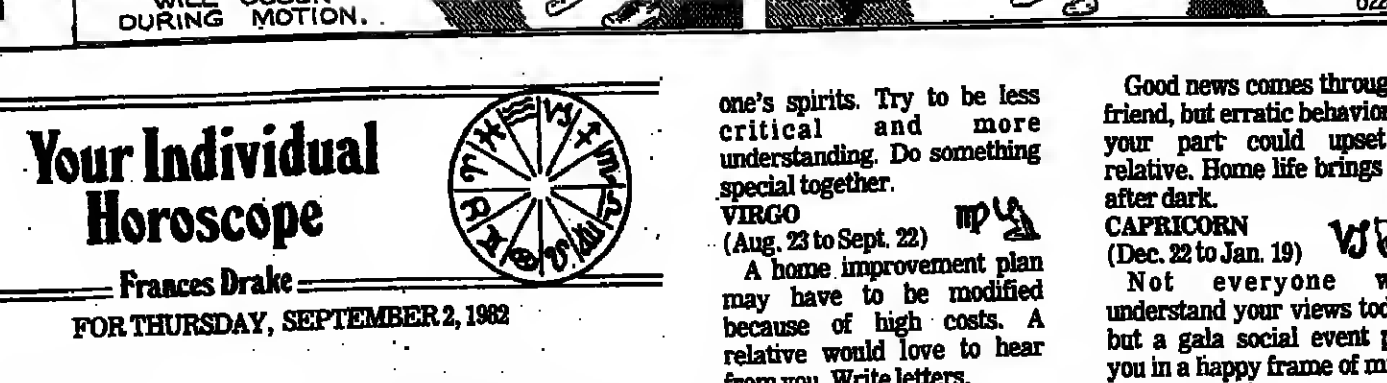 DURING MOTION.
Your Individual
Horoscope
Frances Drake
FOR THURSDAY, SEPTEMBER 2, 1982
one's spirits. Try to be less
critical and more
understanding. Do something
special together.
VIRGO
(Aug. 23 to Sept. 22)
A home improvement plan
may have to be modified
because of high costs. A
relative would love to hear
from you. Write letters.
Good news comes throug
friend, but erratic behavior
your part could upset
relative. Home life brings
after dark.
CAPRICORN
(Dec. 22 to Jan. 19)
Not everyone w
understand your views tod
but a gala social event p
you in a happy frame of m